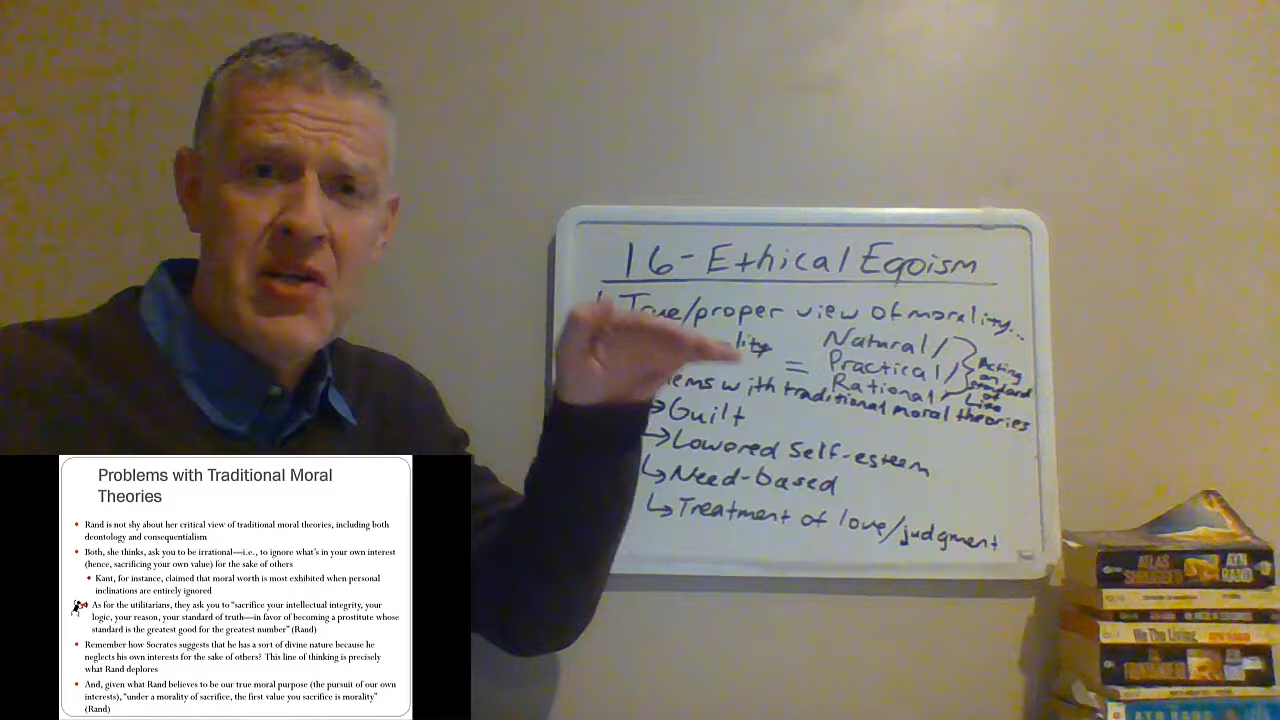 16-Ethical Egoism
True/proper view of morality...
lity = Natural/
Practical/
Rational
Acting
on
standard
of
Life
lems with traditional moral theories
Guilt
Lowered Self-esteem
Need-based
Treatment of love/judgment
Problems with Traditional Moral
Theories
Rand is not shy about her critical view of traditional moral theories, including both
deontology and consequentialism
Both, she thinks, ask you to be irrational—i.e., to ignore what's in your own interest
(hence, sacrificing your own value) for the sake of others
Kant, for instance, claimed that moral worth is most exhibited when personal
inclinations are entirely ignored
As for the utilitarians, they ask you to “sacrifice your intellectual integrity, your
logic, your reason, your standard of truth—in favor of becoming a prostitute whose
standard is the greatest good for the greatest number” (Rand)
Remember how Socrates suggests that he has a sort of divine nature because he
neglects his own interests for the sake of others? This line of thinking is precisely
what Rand deplores
And, given what Rand believes to be our true moral purpose (the pursuit of our own
interests), “under a morality of sacrifice, the first value you sacrifice is morality”
(Rand)
ATLAS
SHRUGGED
AYN
RAND
We The Living
AYN RAND